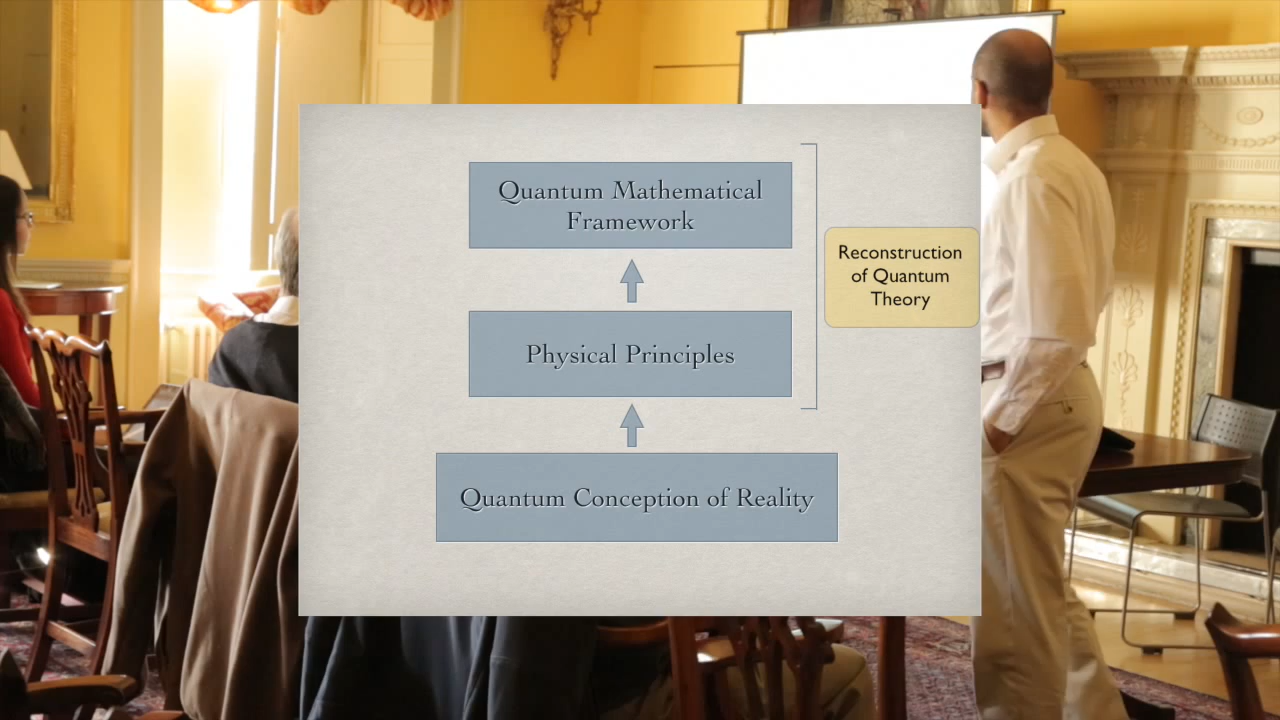 Quantum Mathematical
Framework
Reconstruction
of Quantum
Theory
Physical Principles
Quantum Conception of Reality